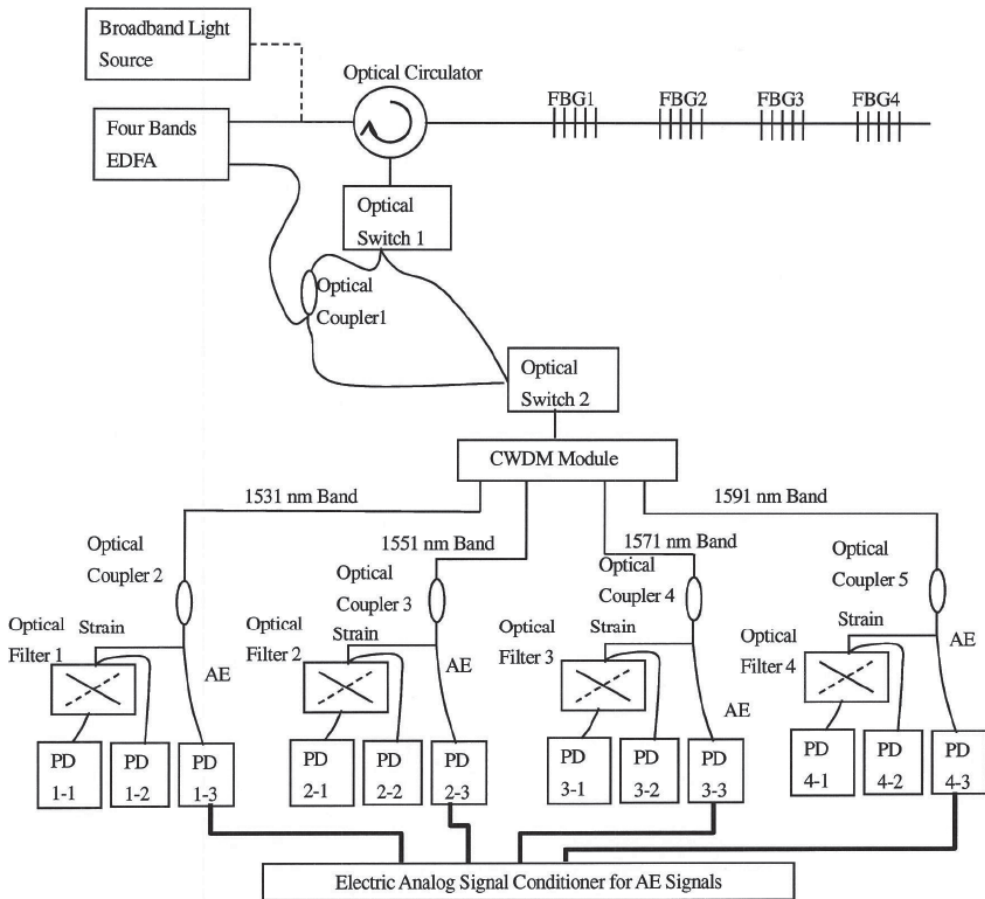 Broadband Light
Source
Optical Circulator
FBG1
FBG2
FBG3
FBG4
Four Bands
EDFA
Optical
Switch 1
Optical
Coupler1
Optical
Switch 2
CWDM Module
1531 nm Band
1591 nm Band
1551 nm Band
1571 nm Band
Optical
Coupler 2
Optical
Coupler 3
Optical
Coupler 4
Optical
Coupler 5
Optical
Filter 1
Strain
AE
Optical
Filter 2
Strain
AE
Optical
Filter 3
Strain
AE
Optical
Filter 4
Strain
AE
PD
1-1
PD
1-2
PD
1-3
PD
2-1
PD
2-2
PD
2-3
PD
3-1
PD
3-2
PD
3-3
PD
4-1
PD
4-2
PD
4-3
Electric Analog Signal Conditioner for AE Signals